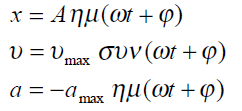 x = Aημ(ωt + φ)
υ = υmax συν(ωt + φ)
a = −amax ημ(ωt + φ)